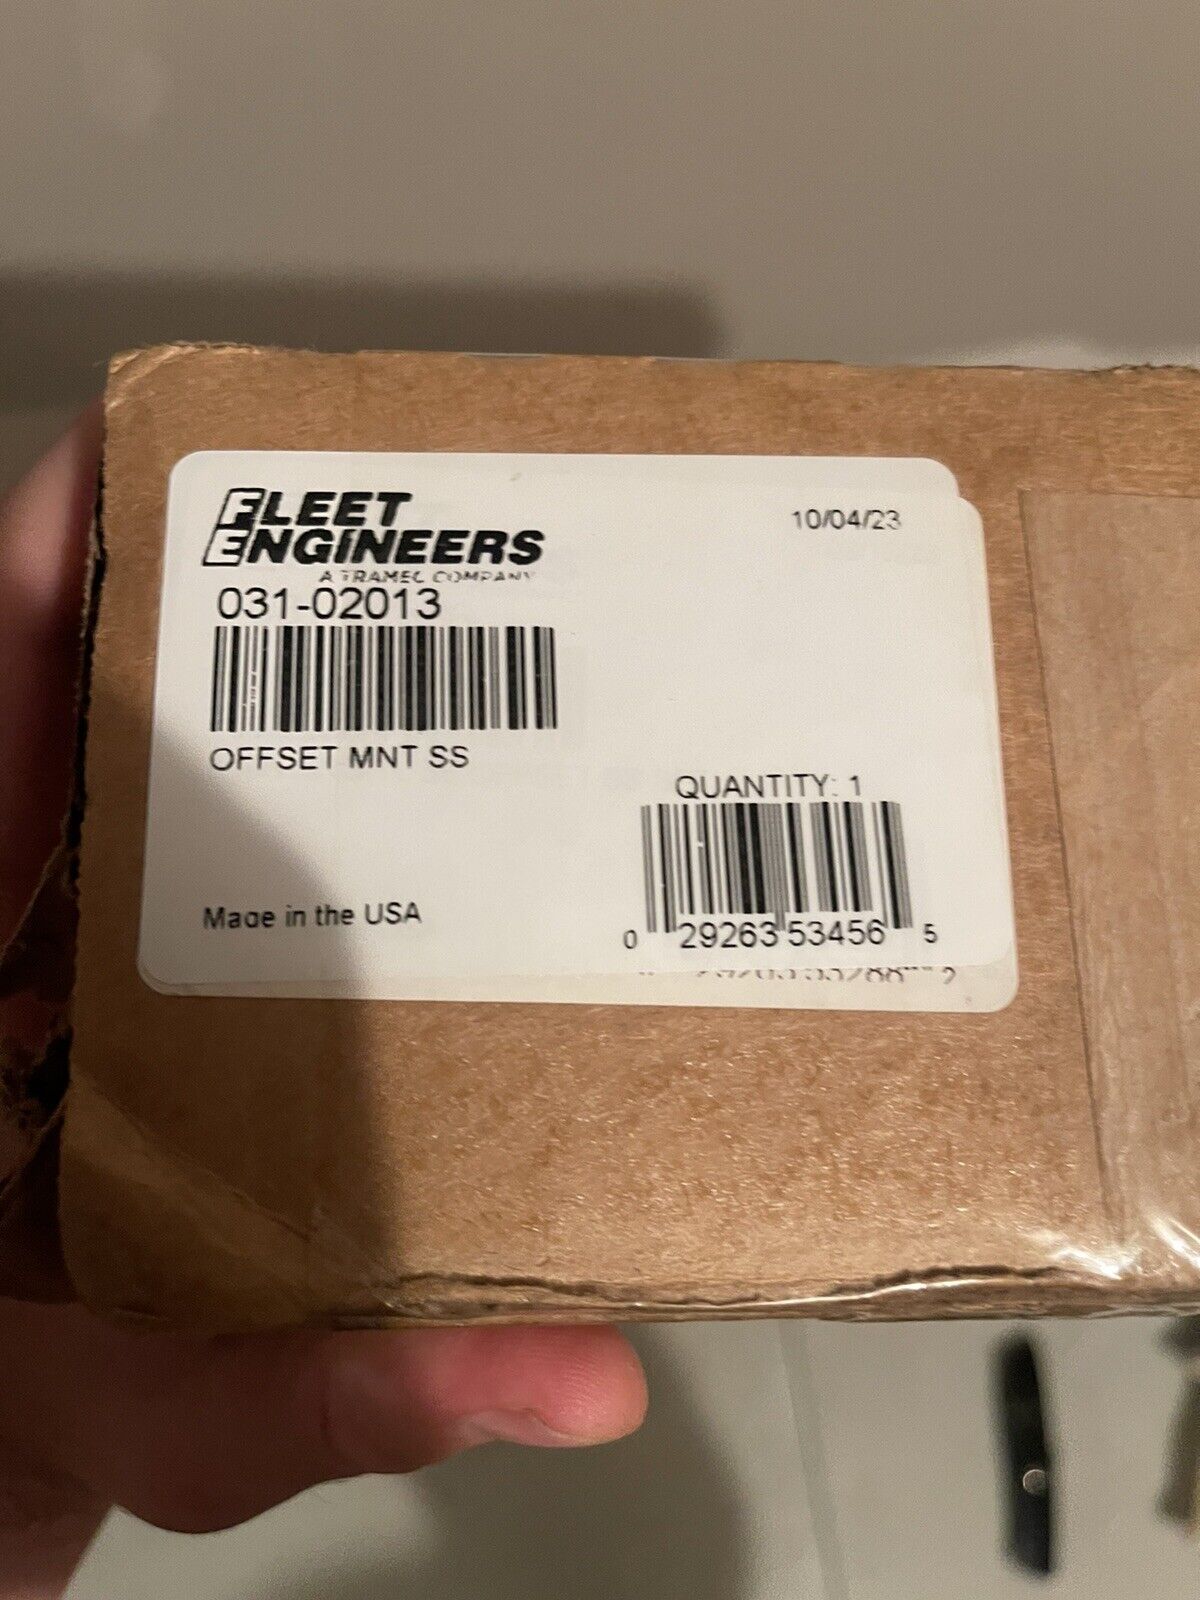 FLEET
ENGINEERS
10/04/23
A TRAMEC COMPANY
031-02013
OFFSET MNT SS
QUANTITY: 1
Made in the USA
0 29263 53456 5
2